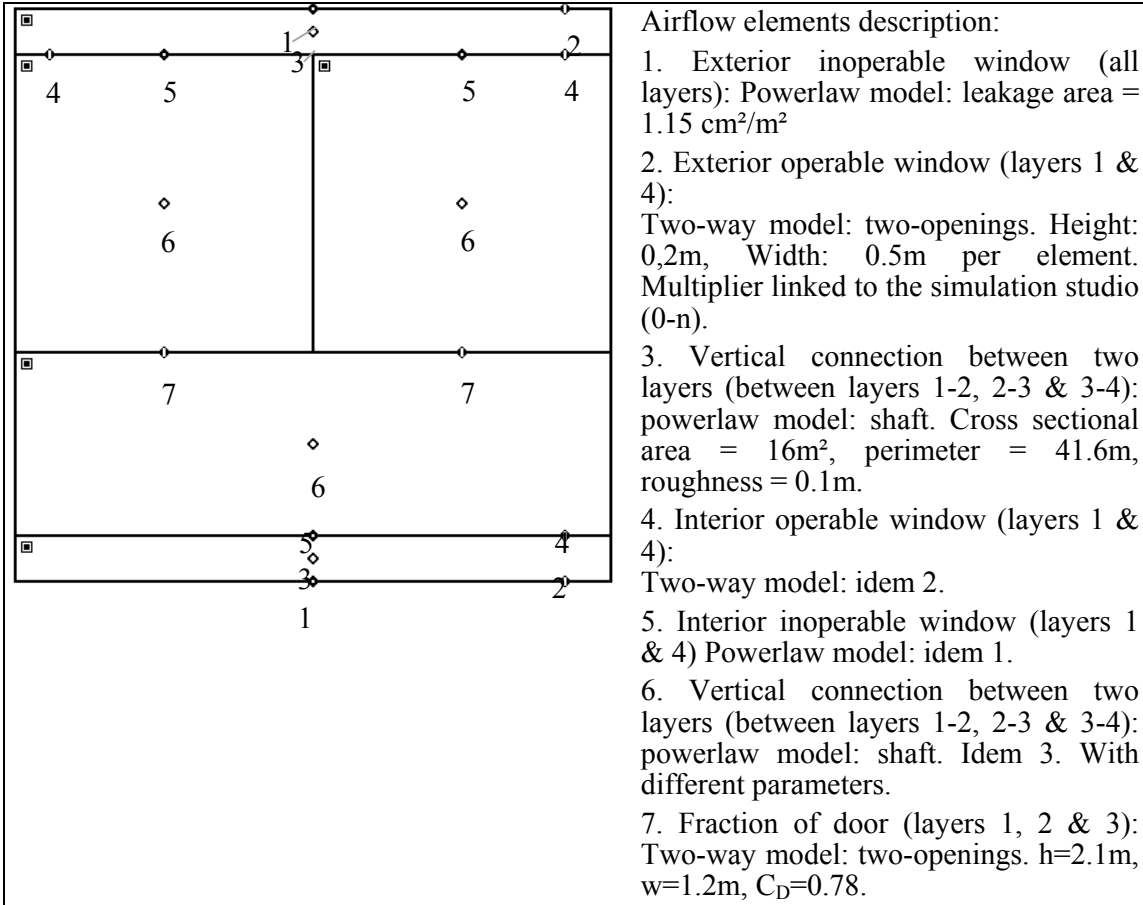 1
2
3
4
5
5
4
6
6
7
7
6
5
4
3
2
1
Airflow elements description:
1. Exterior inoperable window (all
layers): Powerlaw model: leakage area =
1.15 cm²/m²
2. Exterior operable window (layers 1 &
4):
Two-way model: two-openings. Height:
0,2m, Width: 0.5m per element.
Multiplier linked to the simulation studio
(0-n).
3. Vertical connection between two
layers (between layers 1-2, 2-3 & 3-4):
powerlaw model: shaft. Cross sectional
area = 16m², perimeter = 41.6m,
roughness = 0.1m.
4. Interior operable window (layers 1 &
4):
Two-way model: idem 2.
5. Interior inoperable window (layers 1
& 4) Powerlaw model: idem 1.
6. Vertical connection between two
layers (between layers 1-2, 2-3 & 3-4):
powerlaw model: shaft. Idem 3. With
different parameters.
7. Fraction of door (layers 1, 2 & 3):
Two-way model: two-openings. h=2.1m,
w=1.2m, C_D=0.78.